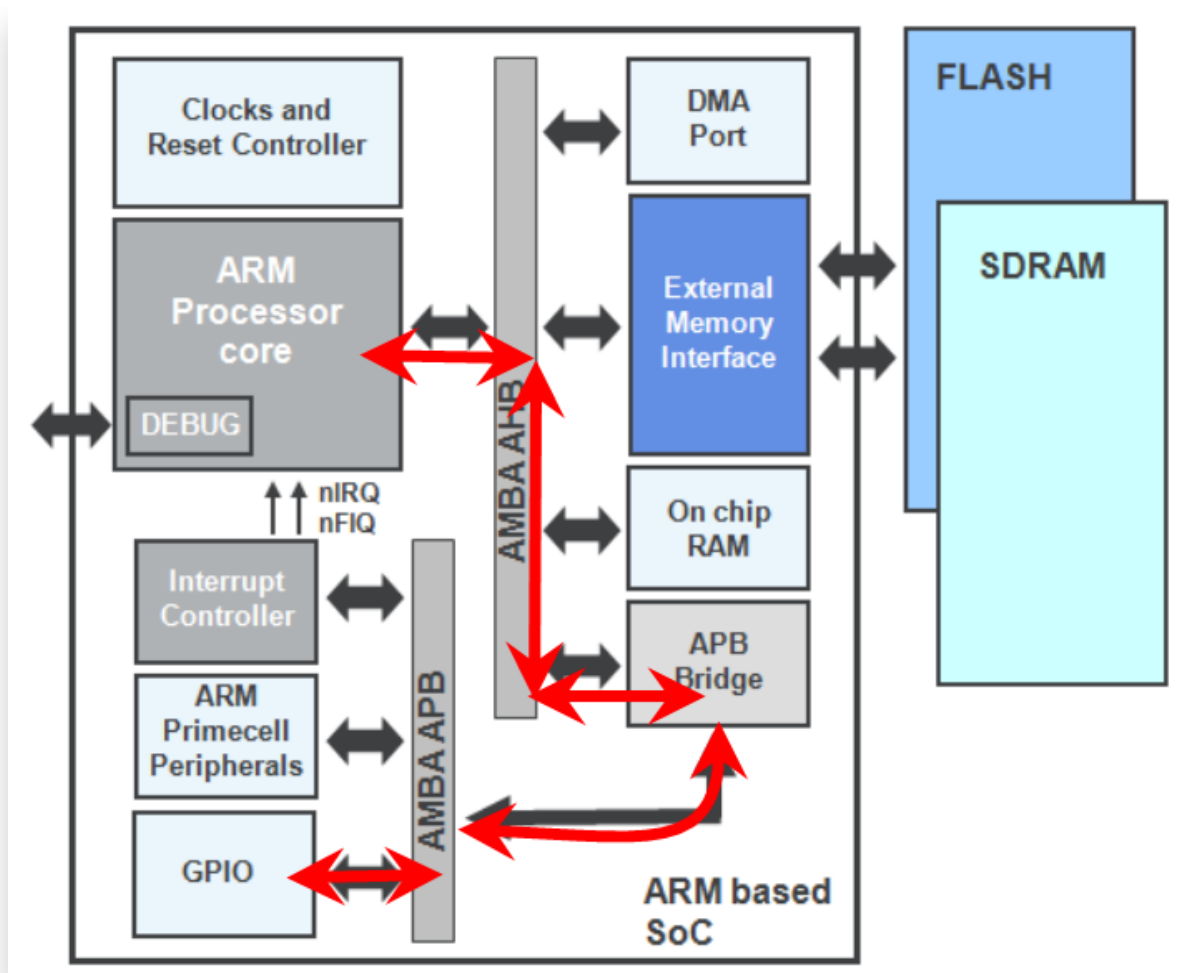 Clocks and
Reset Controller
ARM
Processor
core
DEBUG
nIRQ
nFIQ
Interrupt
Controller
ARM
Primecell
Peripherals
GPIO
AMBA APB
AMBA AHB
DMA
Port
External
Memory
Interface
On chip
RAM
APB
Bridge
ARM based
SoC
FLASH
SDRAM